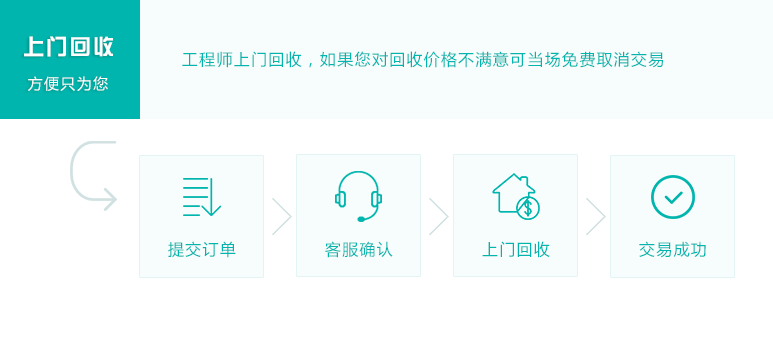 上门回收
方便只为您
工程师上门回收，如果您对回收价格不满意可当场免费取消交易
提交订单
客服确认
上门回收
交易成功